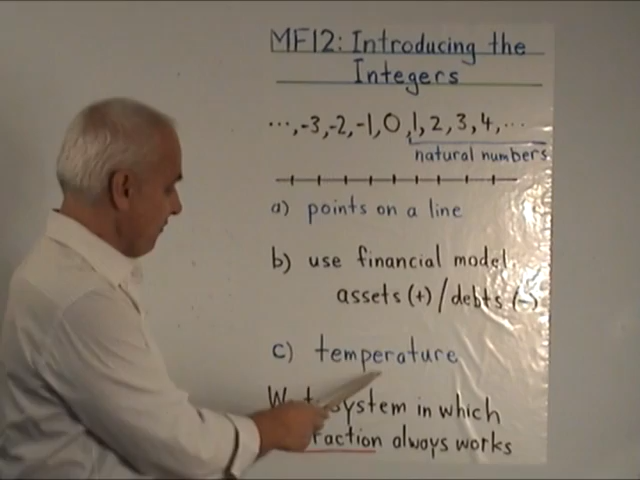 MF12: Introducing the
Integers
..., -3, -2, -1, 0, 1, 2, 3, 4, ...
natural numbers
a) points on a line
b) use financial model
assets (+) / debts (-)
c) temperature
system in which
always works